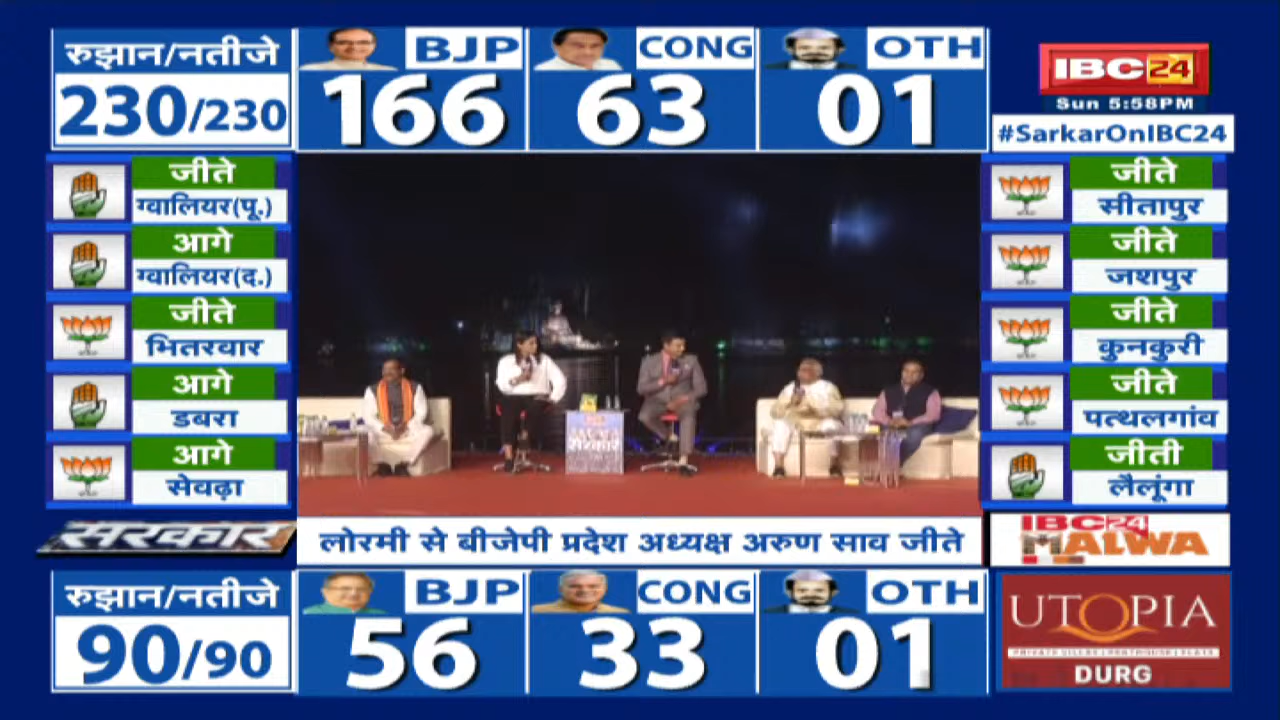 रुझान/नतीजे
230/230
BJP
166
CONG
63
OTH
01
IBC24
Sun 5:58PM
#SarkarOnIBC24
जीते
ग्वालियर(पू.)
आगे
ग्वालियर(द.)
जीते
भितरवार
आगे
डबरा
आगे
सेवढ़ा
जीते
सीतापुर
जीते
जशपुर
जीते
कुनकुरी
जीते
पत्थलगांव
जीती
लैलूंगा
सरकार
लोरमी से बीजेपी प्रदेश अध्यक्ष अरुण साव जीते
IBC24
MALWA
रुझान/नतीजे
90/90
BJP
56
CONG
33
OTH
01
UTOPIA
DURG